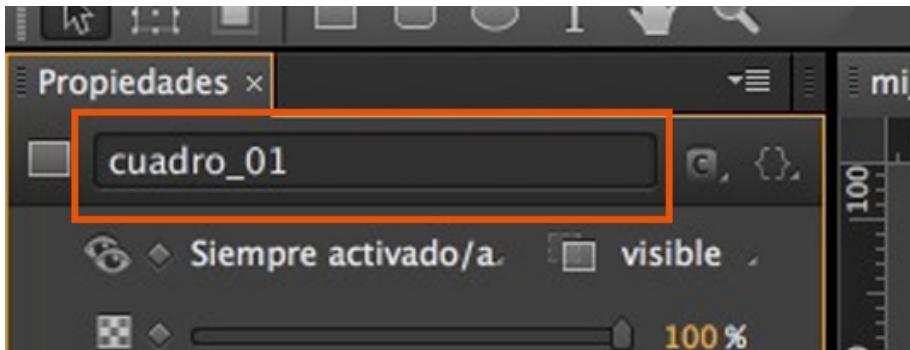 T
Propiedades ×
mi
cuadro_01
C
{}
100
Siempre activado/a
visible
100 %